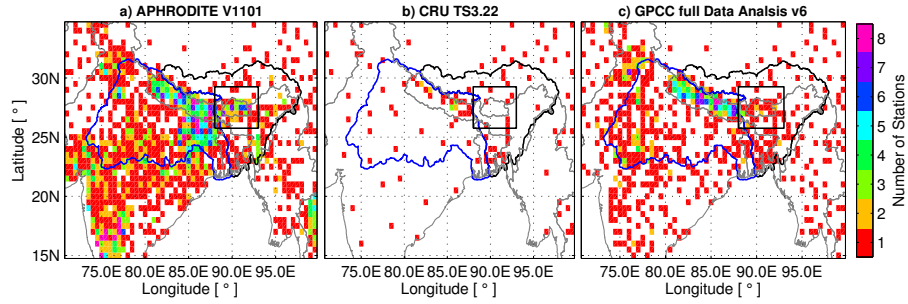 a) APHRODITE V1101
b) CRU TS3.22
c) GPCC full Data Analsis v6
30N
25N
20N
15N
Latitude [ ° ]
75.0E 80.0E 85.0E 90.0E 95.0E
75.0E 80.0E 85.0E 90.0E 95.0E
75.0E 80.0E 85.0E 90.0E 95.0E
Longitude [ ° ]
Longitude [ ° ]
Longitude [ ° ]
8
7
6
5
4
3
2
1
Number of Stations